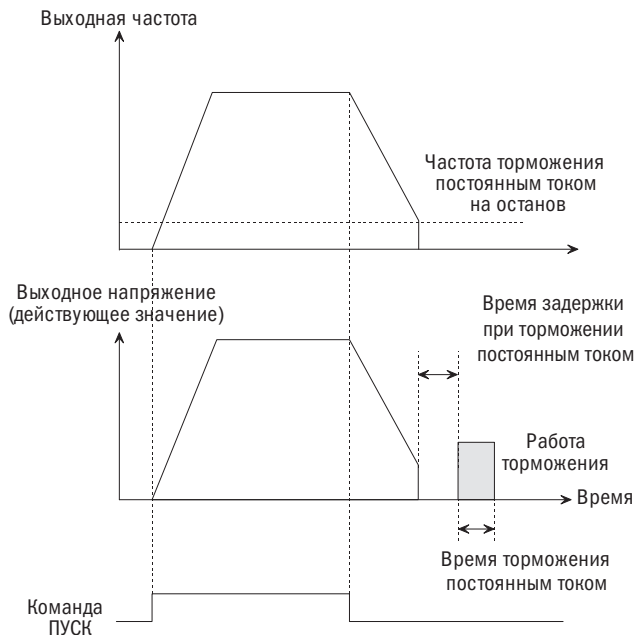 Выходная частота
Частота торможения
постоянным током
на останов
Выходное напряжение
(действующее значение)
Время задержки
при торможении
постоянным током
Работа
торможения
Время
Время торможения
постоянным током
Команда
ПУСК